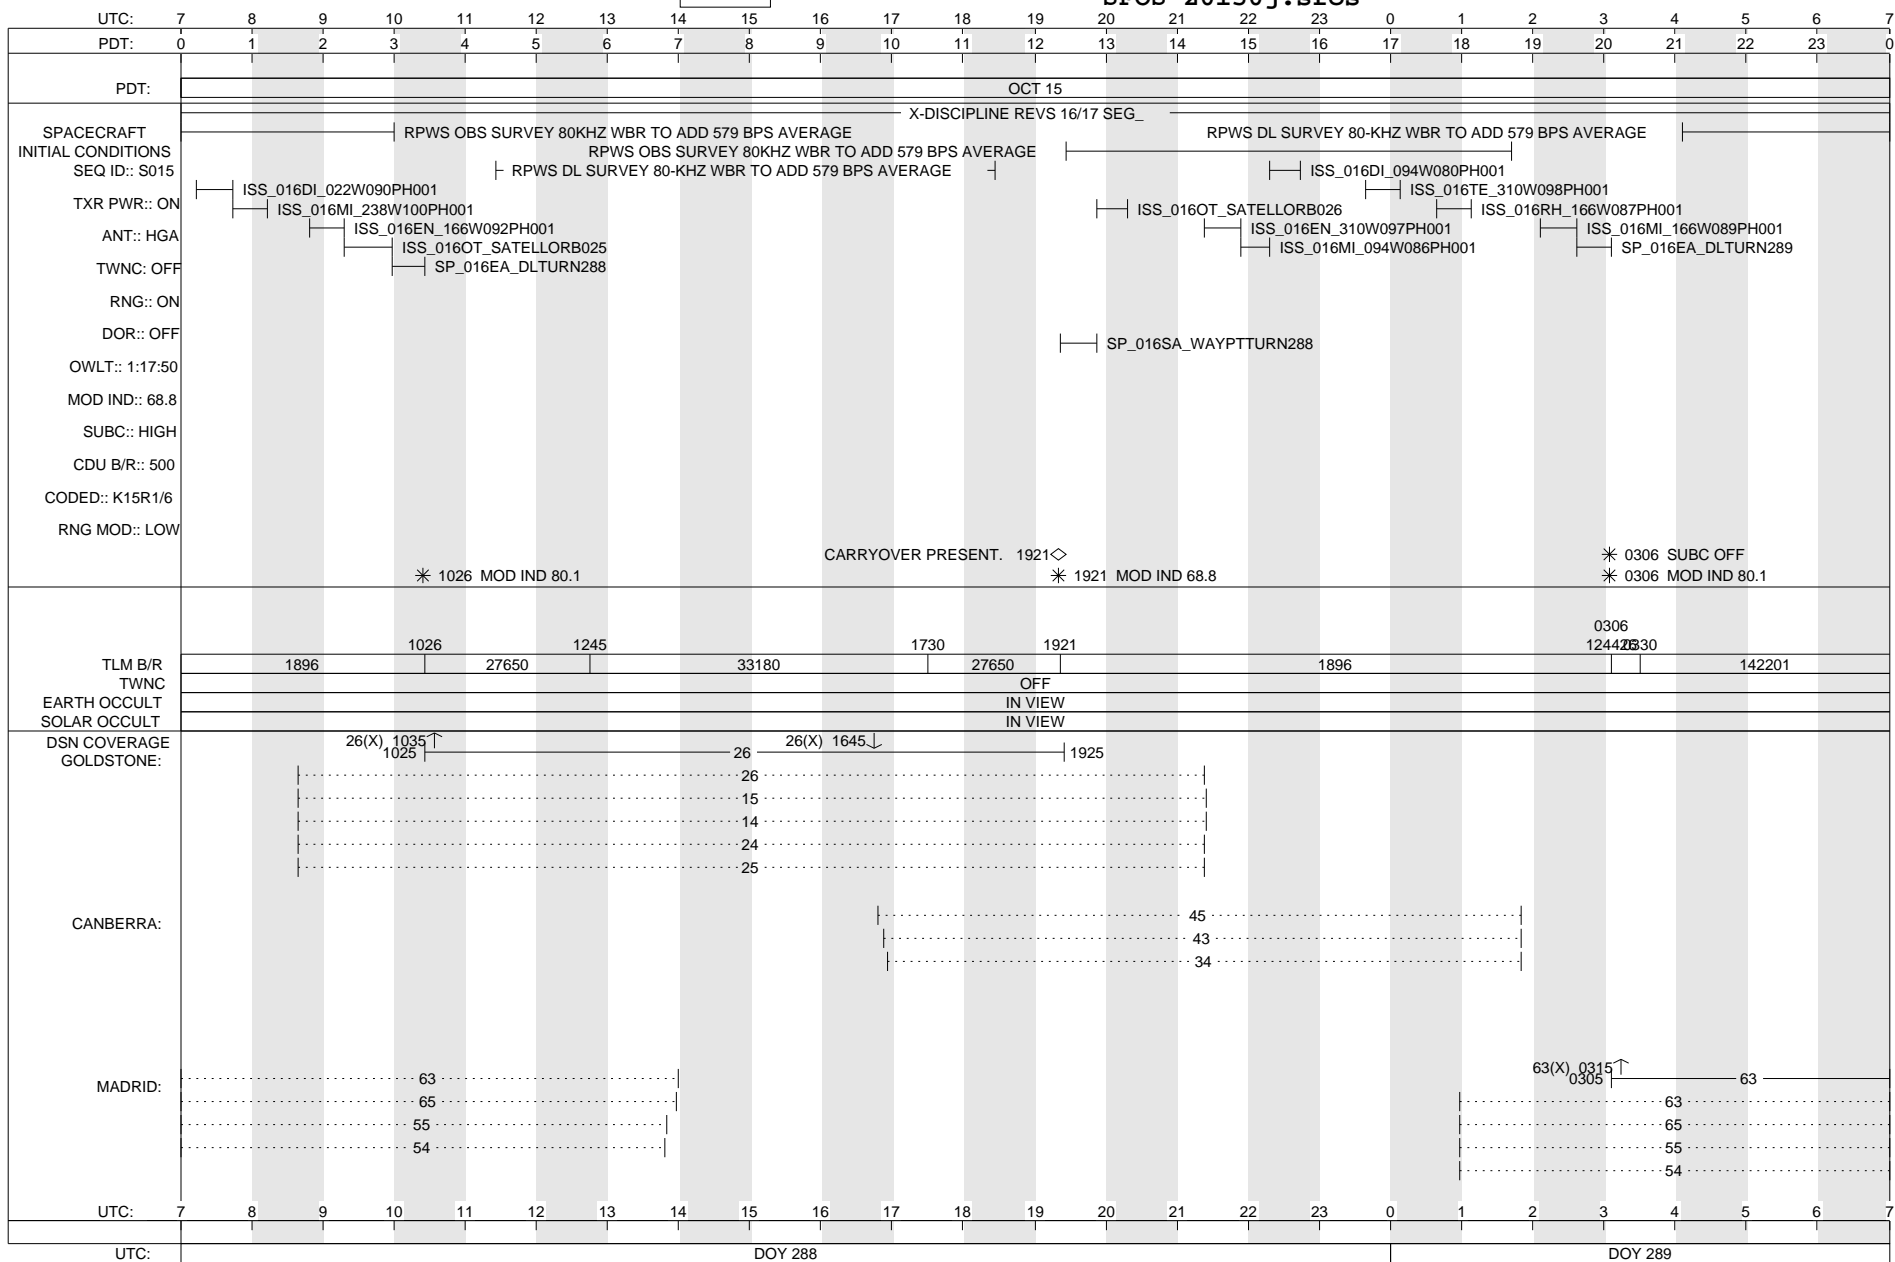 UTC: 7 8 9 10 11 12 13 14 15 16 17 18 19 20 21 22 23 0 1 2 3 4 5 6 7
PDT: 0 1 2 3 4 5 6 7 8 9 10 11 12 13 14 15 16 17 18 19 20 21 22 23 0
PDT: OCT 15
X-DISCIPLINE REVS 16/17 SEG_
SPACECRAFT RPWS OBS SURVEY 80KHZ WBR TO ADD 579 BPS AVERAGE RPWS DL SURVEY 80-KHZ WBR TO ADD 579 BPS AVERAGE
INITIAL CONDITIONS RPWS OBS SURVEY 80KHZ WBR TO ADD 579 BPS AVERAGE
SEQ ID:: S015 RPWS DL SURVEY 80-KHZ WBR TO ADD 579 BPS AVERAGE ISS_016DI_094W080PH001
ISS_016DI_022W090PH001 ISS_016TE_310W098PH001
TXR PWR:: ON ISS_016MI_238W100PH001 ISS_016OT_SATELLORB026 ISS_016RH_166W087PH001
ISS_016EN_166W092PH001 ISS_016EN_310W097PH001 ISS_016MI_166W089PH001
ANT:: HGA
ISS_016OT_SATELLORB025 ISS_016MI_094W086PH001 SP_016EA_DLTURN289
TWNC: OFF SP_016EA_DLTURN288
RNG:: ON
DOR:: OFF
SP_016SA_WAYPTTURN288
OWLT:: 1:17:50
MOD IND:: 68.8
SUBC:: HIGH
CDU B/R:: 500
CODED:: K15R1/6
RNG MOD:: LOW
CARRYOVER PRESENT. 1921 0306 SUBC OFF
1026 MOD IND 80.1 1921 MOD IND 68.8 0306 MOD IND 80.1
0306
1026 1245 1730 1921 0330
TLM B/R 1896 27650 33180 27650 1896 142201
TWNC OFF
EARTH OCCULT IN VIEW
SOLAR OCCULT IN VIEW
DSN COVERAGE 26(X) 1035 26(X) 1645
GOLDSTONE: 1025 26 1925
26
15
14
24
25
CANBERRA: 45
43
34
63(X) 0315
MADRID: 63 0305 63
65 63
55 65
54 55
54
UTC: 7 8 9 10 11 12 13 14 15 16 17 18 19 20 21 22 23 0 1 2 3 4 5 6 7
UTC: DOY 288 DOY 289